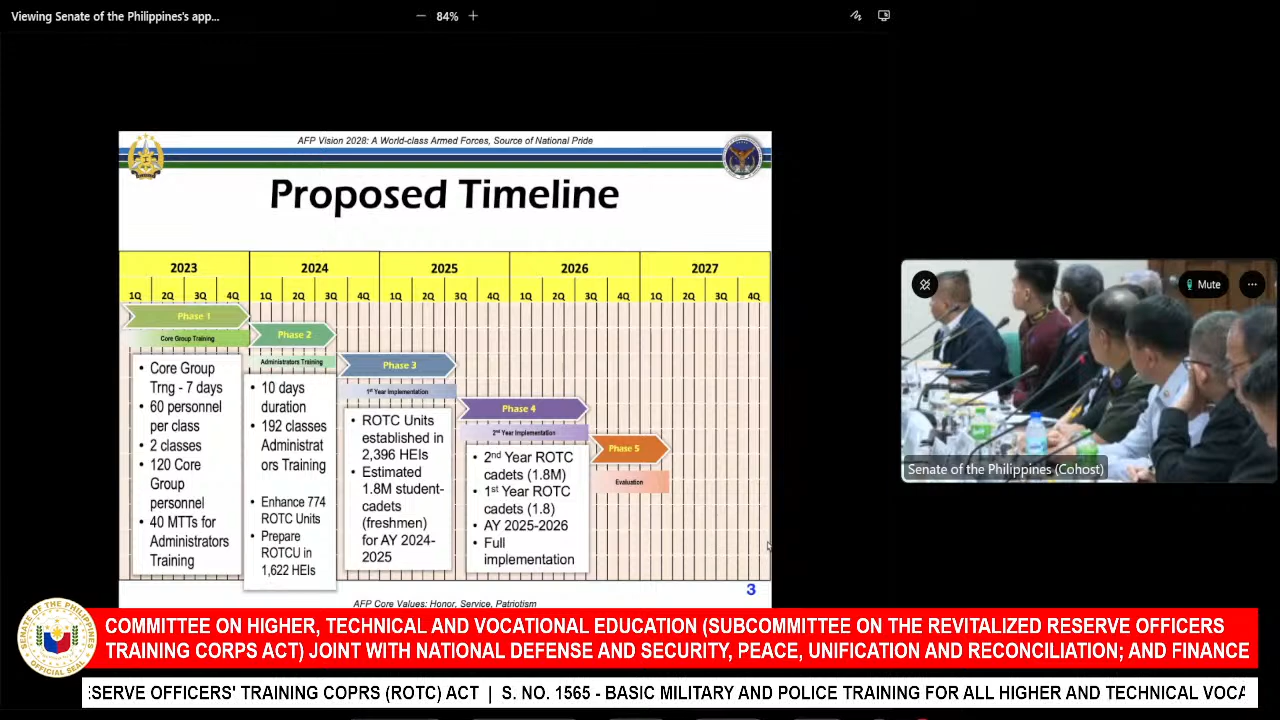 Viewing Senate of the Philippines's app...
84%
AFP Vision 2028: A World-class Armed Forces, Source of National Pride
Proposed Timeline
2023 2024 2025 2026 2027
1Q 2Q 3Q 4Q 1Q 2Q 3Q 4Q 1Q 2Q 3Q 4Q 1Q 2Q 3Q 4Q 1Q 2Q 3Q 4Q
Phase 1
Core Group Training
• Core Group
Trng - 7 days
• 60 personnel
per class
• 2 classes
• 120 Core
Group
personnel
• 40 MTTs for
Administrators
Training
Phase 2
Administrators Training
• 10 days
duration
• 192 classes
Administrat
ors Training
• Enhance 774
ROTC Units
• Prepare
ROTCU in
1,622 HEIs
Phase 3
1st Year Implementation
• ROTC Units
established in
2,396 HEIs
• Estimated
1.8M student-
cadets
(freshmen)
for AY 2024-
2025
Phase 4
2nd Year Implementation
• 2nd Year ROTC
cadets (1.8M)
• 1st Year ROTC
cadets (1.8)
• AY 2025-2026
• Full
implementation
Phase 5
Evaluation
3
AFP Core Values: Honor, Service, Patriotism
Mute
Senate of the Philippines (Cohost)
COMMITTEE ON HIGHER, TECHNICAL AND VOCATIONAL EDUCATION (SUBCOMMITTEE ON THE REVITALIZED RESERVE OFFICERS
TRAINING CORPS ACT) JOINT WITH NATIONAL DEFENSE AND SECURITY, PEACE, UNIFICATION AND RECONCILIATION; AND FINANCE
ESERVE OFFICERS' TRAINING COPRS (ROTC) ACT | S. NO. 1565 - BASIC MILITARY AND POLICE TRAINING FOR ALL HIGHER AND TECHNICAL VOCA